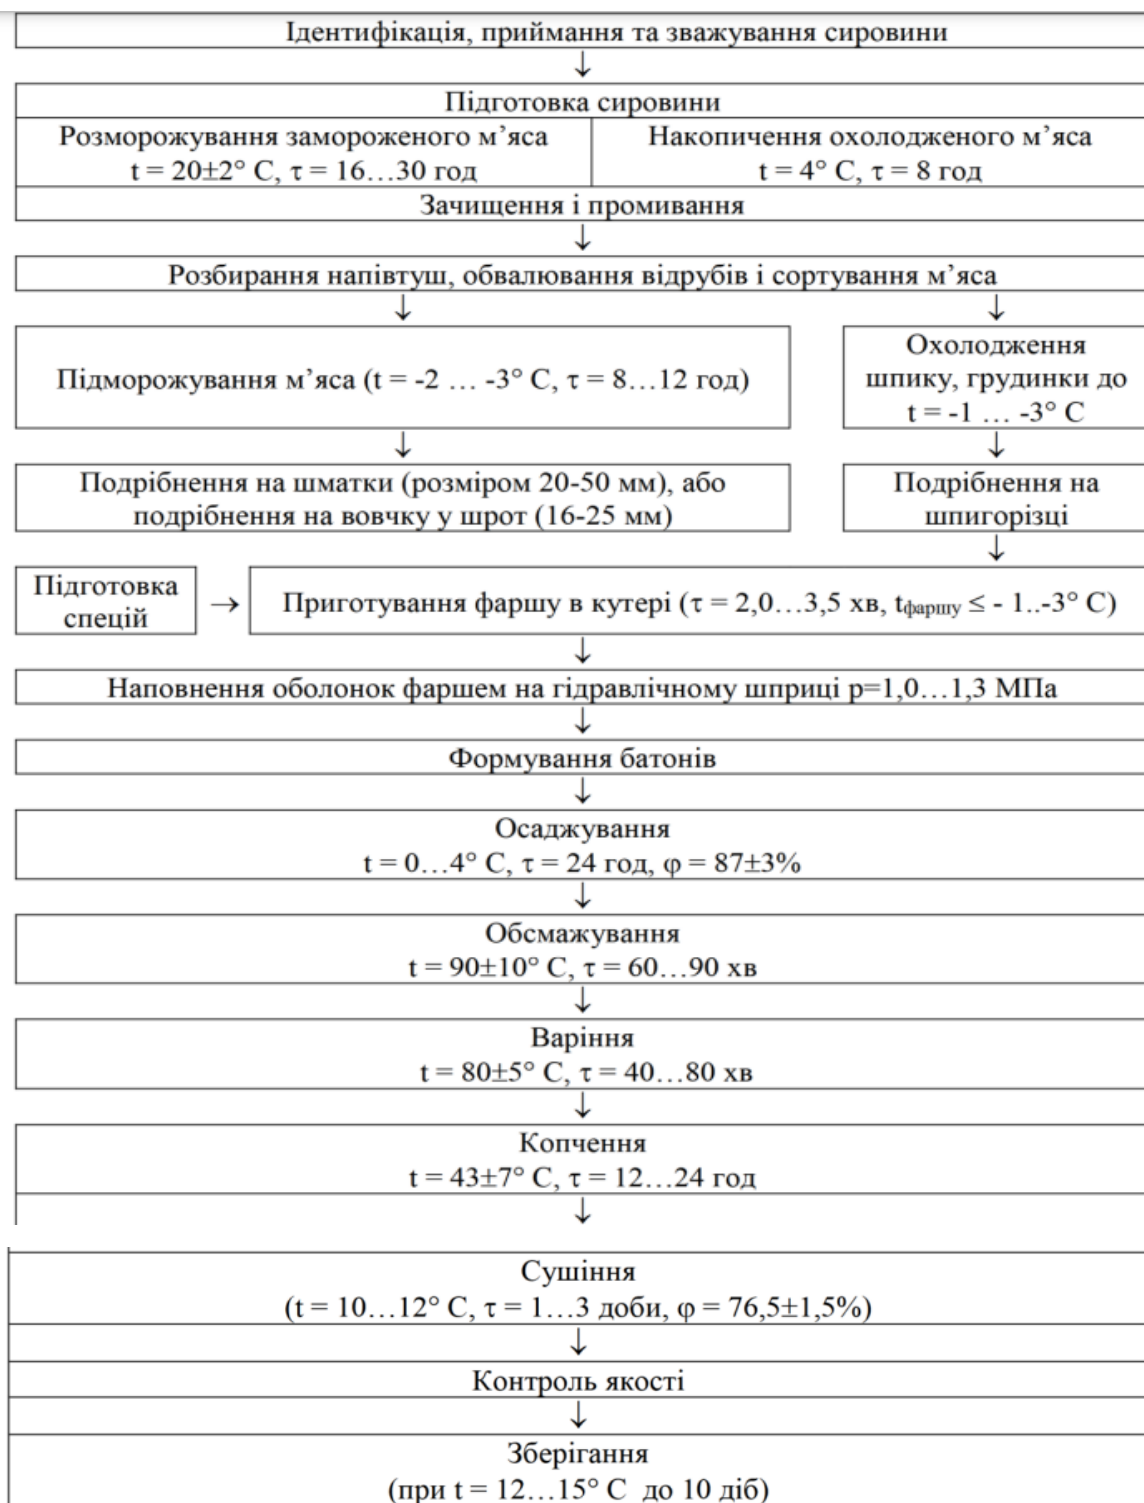 Ідентифікація, приймання та зважування сировини
↓
Підготовка сировини
Розморожування замороженого м’яса
t = 20±2° C, τ = 16…30 год
Накопичення охолодженого м’яса
t = 4° C, τ = 8 год
Зачищення і промивання
↓
Розбирання напівтуш, обвалювання відрубів і сортування м’яса
↓
↓
Підморожування м’яса (t = -2 … -3° C, τ = 8…12 год)
Охолодження
шпику, грудинки до
t = -1 … -3° C
↓
↓
Подрібнення на шматки (розміром 20-50 мм), або
подрібнення на вовчку у шрот (16-25 мм)
Подрібнення на
шпигорізці
↓
Підготовка
спецій
→
Приготування фаршу в кутері (τ = 2,0…3,5 хв, tфаршу ≤ - 1..-3° C)
↓
Наповнення оболонок фаршем на гідравлічному шприці р=1,0…1,3 МПа
↓
Формування батонів
↓
Осаджування
t = 0…4° C, τ = 24 год, φ = 87±3%
↓
Обсмажування
t = 90±10° C, τ = 60…90 хв
↓
Варіння
t = 80±5° C, τ = 40…80 хв
↓
Копчення
t = 43±7° C, τ = 12…24 год
↓
Сушіння
(t = 10…12° C, τ = 1…3 доби, φ = 76,5±1,5%)
↓
Контроль якості
↓
Зберігання
(при t = 12…15° C до 10 діб)